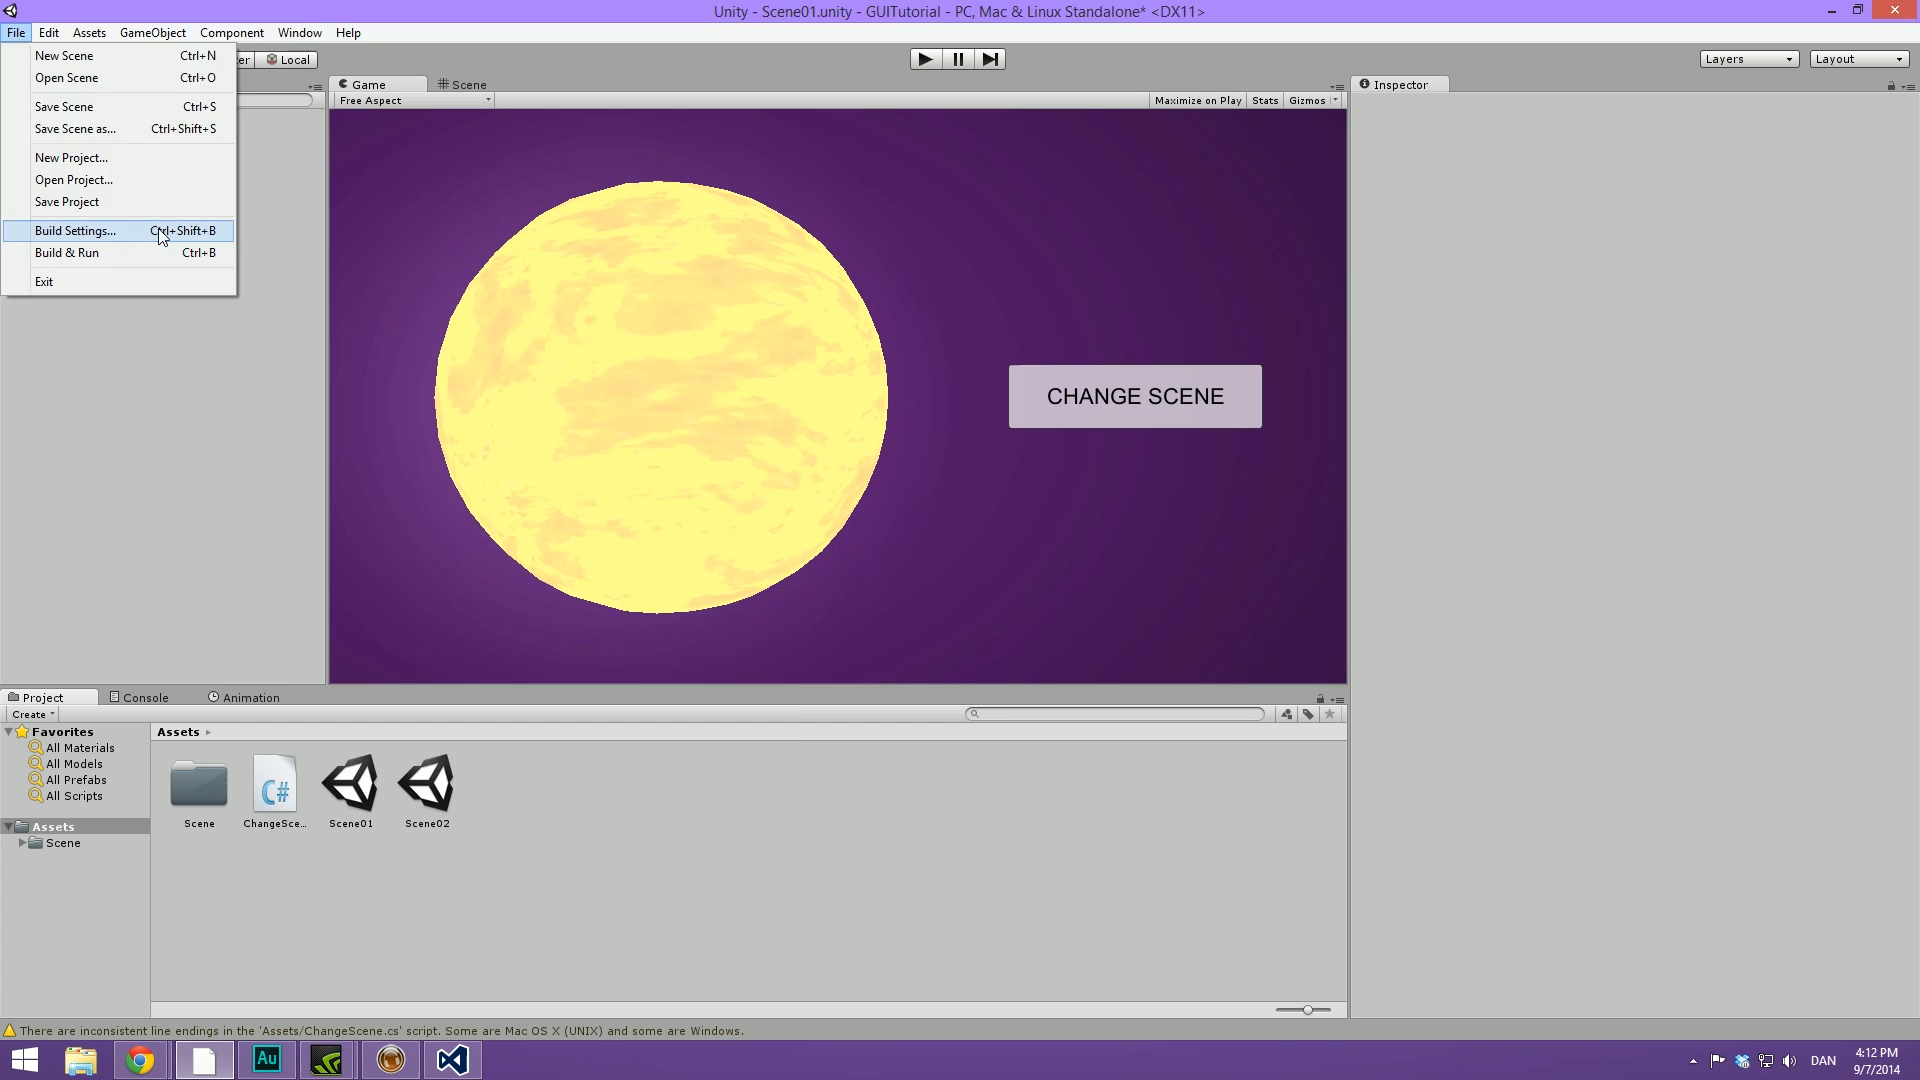 Unity - Scene01.unity - GUITutorial - PC, Mac & Linux Standalone* <DX11>
File Edit Assets GameObject Component Window Help
New Scene Ctrl+N
Open Scene Ctrl+O
Save Scene Ctrl+S
Save Scene as... Ctrl+Shift+S
New Project...
Open Project...
Save Project
Build Settings... Ctrl+Shift+B
Build & Run Ctrl+B
Exit
Local
Layers
Layout
Game
Scene
Free Aspect
Maximize on Play Stats Gizmos
CHANGE SCENE
Inspector
Project Console Animation
Create
Favorites
All Materials
All Models
All Prefabs
All Scripts
Assets
Scene
Assets
Scene ChangeSce... Scene01 Scene02
C#
There are inconsistent line endings in the 'Assets/ChangeScene.cs' script. Some are Mac OS X (UNIX) and some are Windows.
Au
DAN
4:12 PM
9/7/2014